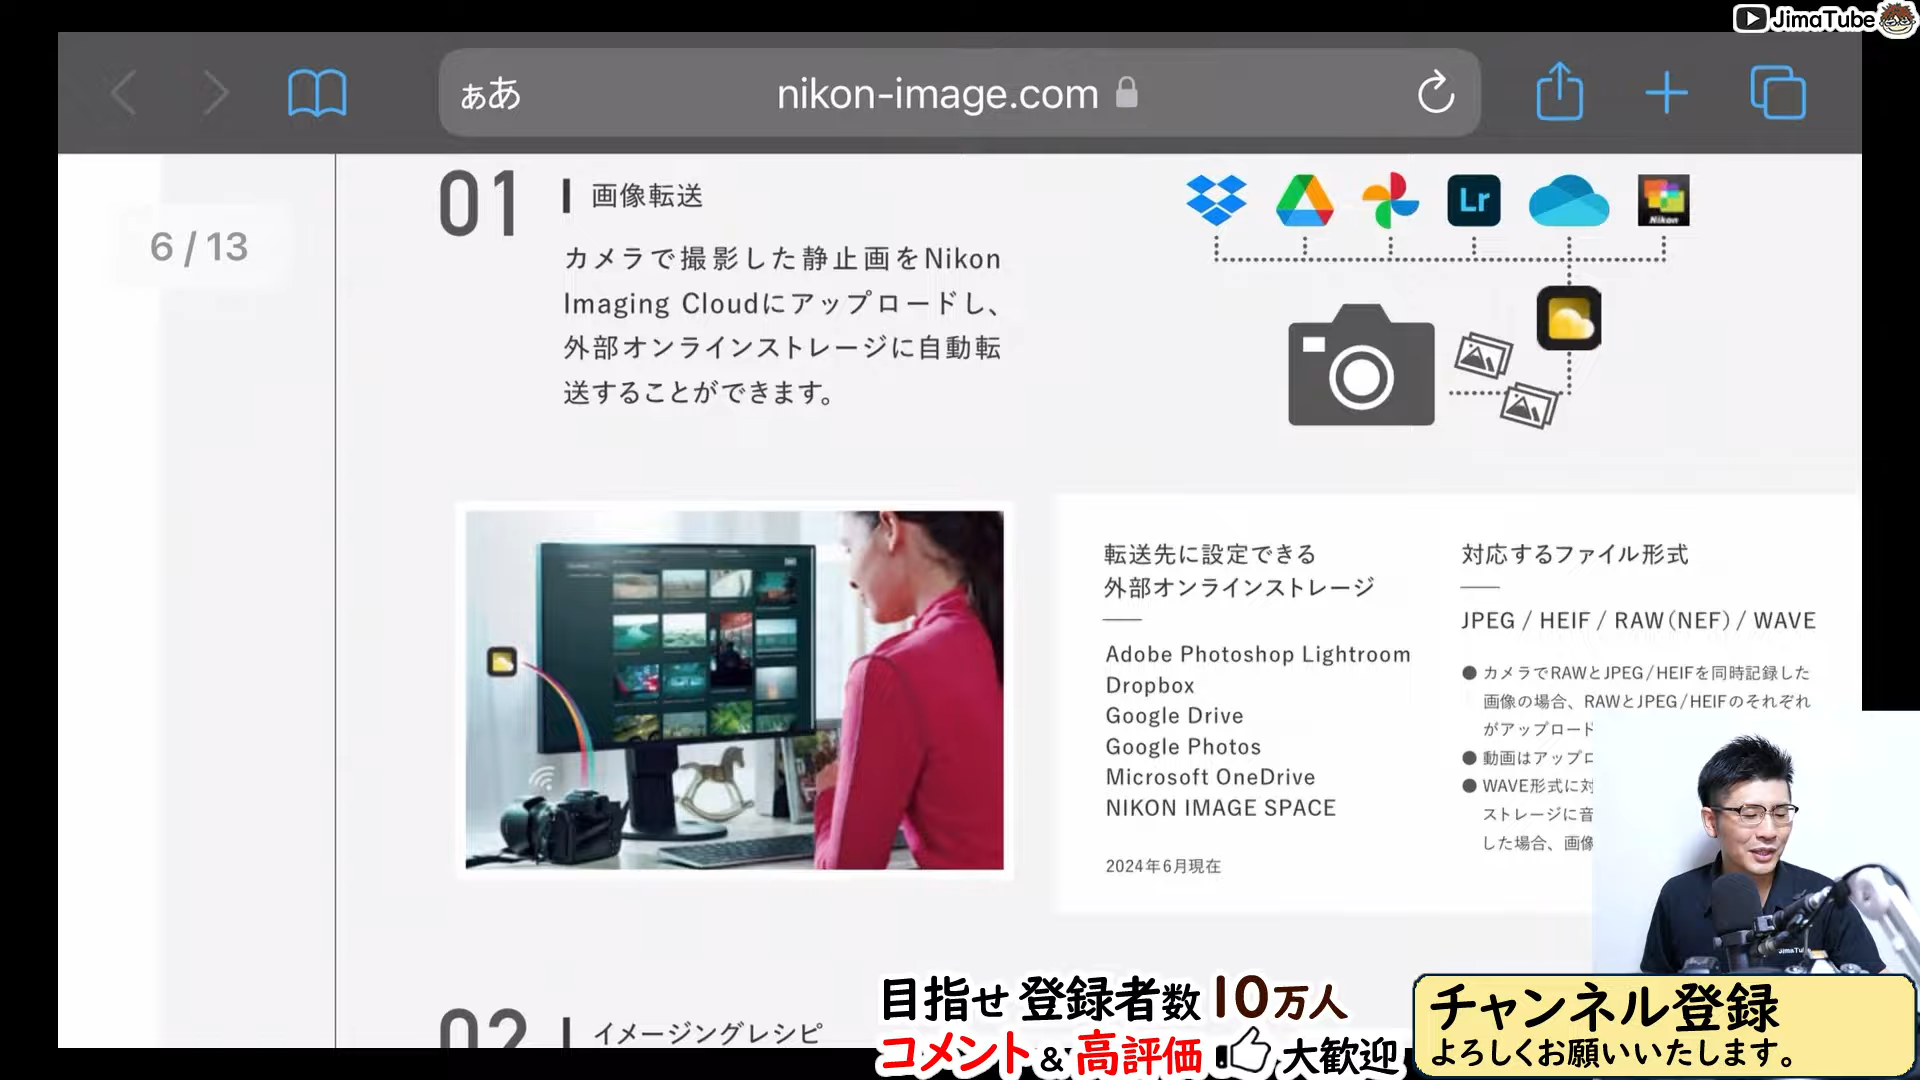 JimaTube
ぁあ nikon-image.com
6 / 13
01 画像転送
カメラで撮影した静止画をNikon
Imaging Cloudにアップロードし、
外部オンラインストレージに自動転
送することができます。
Lr
Nikon
転送先に設定できる
外部オンラインストレージ
Adobe Photoshop Lightroom
Dropbox
Google Drive
Google Photos
Microsoft OneDrive
NIKON IMAGE SPACE
2024年6月現在
対応するファイル形式
JPEG / HEIF / RAW（NEF）/ WAVE
● カメラでRAWとJPEG/HEIFを同時記録した
画像の場合、RAWとJPEG/HEIFのそれぞれ
がアップロード
● 動画はアップロ
● WAVE形式に対
ストレージに音
した場合、画像
JimaTu
02 イメージングレシピ
目指せ 登録者数 10万人
コメント & 高評価 大歓迎
チャンネル登録
よろしくお願いいたします。